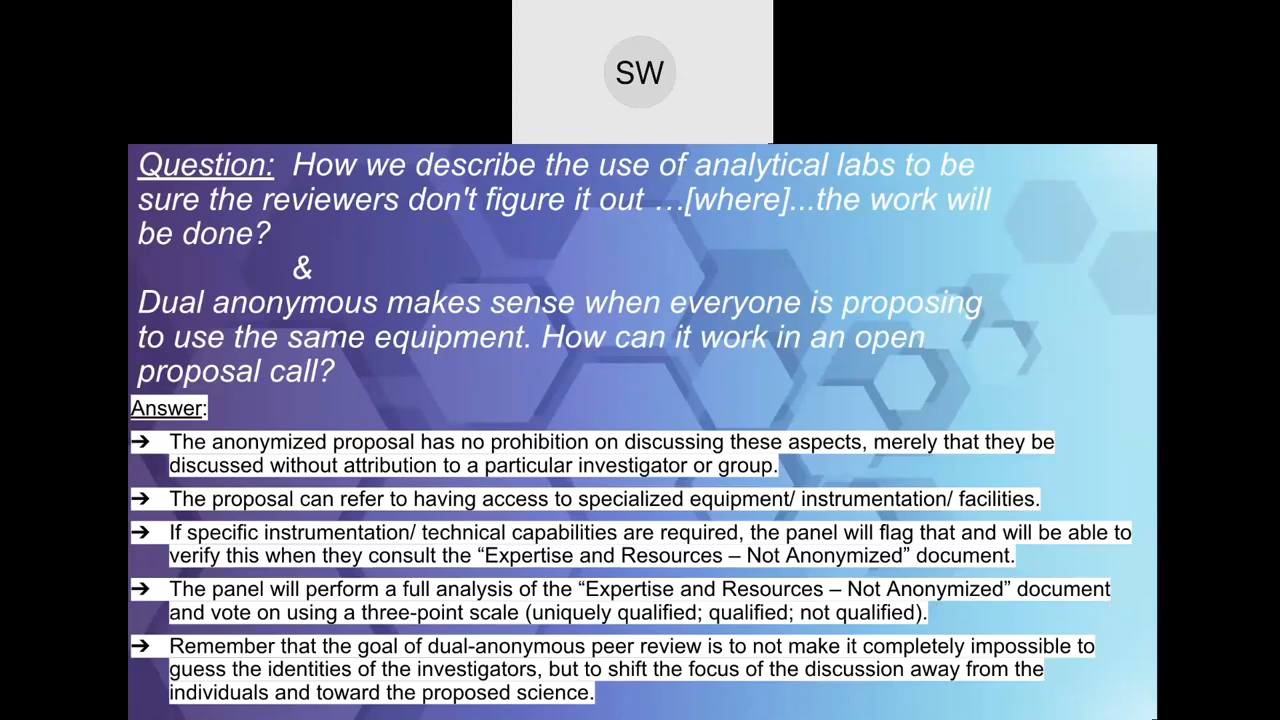 SW
Question: How we describe the use of analytical labs to be
sure the reviewers don't figure it out …[where]...the work will
be done?
&
Dual anonymous makes sense when everyone is proposing
to use the same equipment. How can it work in an open
proposal call?
Answer:
➔ The anonymized proposal has no prohibition on discussing these aspects, merely that they be
discussed without attribution to a particular investigator or group.
➔ The proposal can refer to having access to specialized equipment/ instrumentation/ facilities.
➔ If specific instrumentation/ technical capabilities are required, the panel will flag that and will be able to
verify this when they consult the “Expertise and Resources – Not Anonymized” document.
➔ The panel will perform a full analysis of the “Expertise and Resources – Not Anonymized” document
and vote on using a three-point scale (uniquely qualified; qualified; not qualified).
➔ Remember that the goal of dual-anonymous peer review is to not make it completely impossible to
guess the identities of the investigators, but to shift the focus of the discussion away from the
individuals and toward the proposed science.